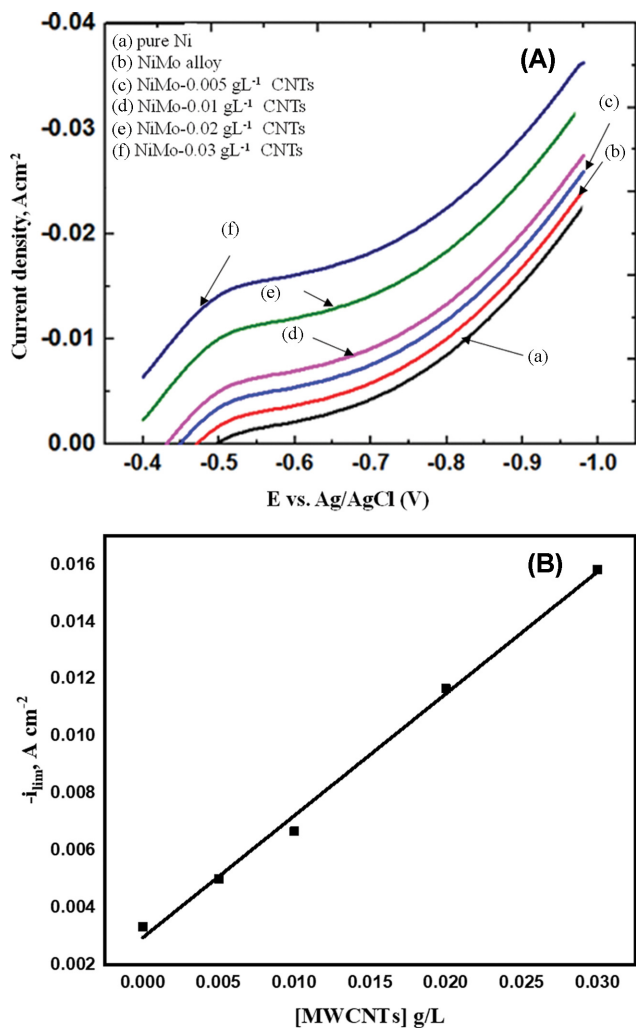 -0.04
(a) pure Ni
(A)
(b) NiMo alloy
(c) NiMo-0.005 gL⁻¹ CNTs
(d) NiMo-0.01 gL⁻¹ CNTs
(e) NiMo-0.02 gL⁻¹ CNTs
(f) NiMo-0.03 gL⁻¹ CNTs
(c)
-0.03
(b)
(f)
-0.02
(e)
(d)
(a)
-0.01
0.00
Current density, Acm⁻²
-0.4 -0.5 -0.6 -0.7 -0.8 -0.9 -1.0
E vs. Ag/AgCl (V)
0.016
(B)
0.014
0.012
0.010
0.008
0.006
0.004
0.002
-i_lim, A cm⁻²
0.000 0.005 0.010 0.015 0.020 0.025 0.030
[MWCNTs] g/L